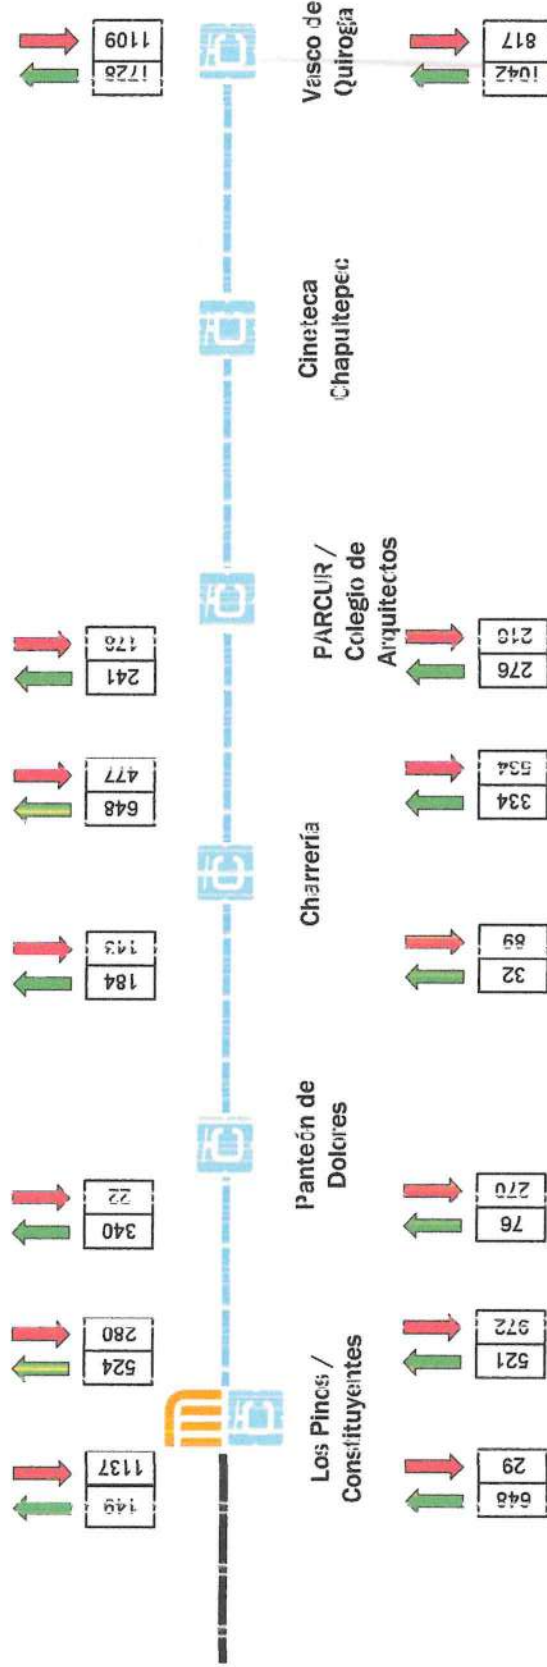 1109
1728
178
241
477
648
143
184
22
340
280
524
1137
149
Vasco de
Quiroga
Cineteca
Chapultepec
PARCUR /
Colegio de
Arquitectos
Charrería
Panteón de
Dolores
Los Pinos /
Constituyentes
817
1042
276
534
334
89
32
270
76
972
521
29
648